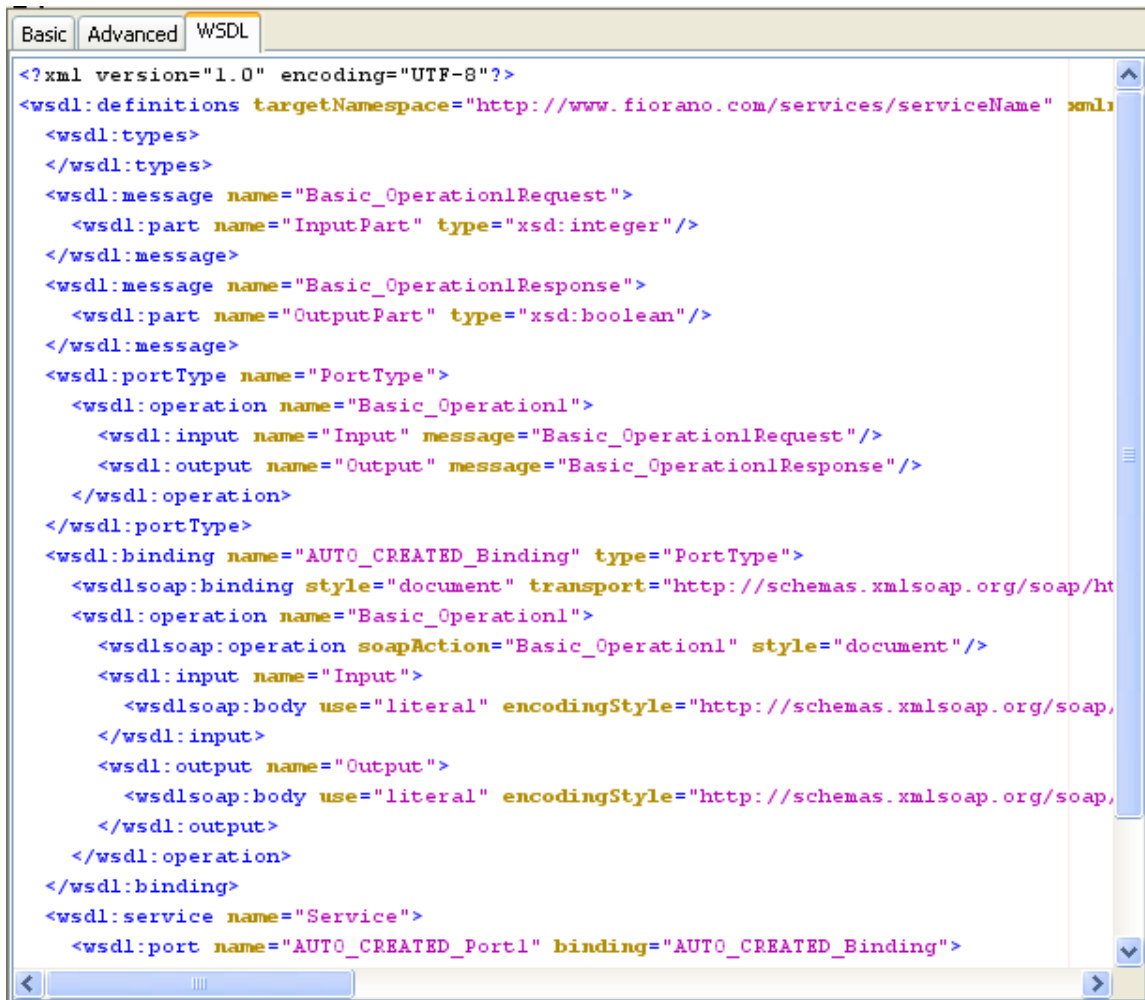 Basic Advanced WSDL
<?xml version="1.0" encoding="UTF-8"?>
<wsdl:definitions targetNamespace="http://www.fiorano.com/services/serviceName"
  <wsdl:types>
  </wsdl:types>
  <wsdl:message name="Basic_Operation1Request">
    <wsdl:part name="InputPart" type="xsd:integer"/>
  </wsdl:message>
  <wsdl:message name="Basic_Operation1Response">
    <wsdl:part name="OutputPart" type="xsd:boolean"/>
  </wsdl:message>
  <wsdl:portType name="PortType">
    <wsdl:operation name="Basic_Operation1">
      <wsdl:input name="Input" message="Basic_Operation1Request"/>
      <wsdl:output name="Output" message="Basic_Operation1Response"/>
    </wsdl:operation>
  </wsdl:portType>
  <wsdl:binding name="AUTO_CREATED_Binding" type="PortType">
    <wsdlsoap:binding style="document" transport="http://schemas.xmlsoap.org/soap/ht
    <wsdl:operation name="Basic_Operation1">
      <wsdlsoap:operation soapAction="Basic_Operation1" style="document"/>
      <wsdl:input name="Input">
        <wsdlsoap:body use="literal" encodingStyle="http://schemas.xmlsoap.org/soap/
      </wsdl:input>
      <wsdl:output name="Output">
        <wsdlsoap:body use="literal" encodingStyle="http://schemas.xmlsoap.org/soap/
      </wsdl:output>
    </wsdl:operation>
  </wsdl:binding>
  <wsdl:service name="Service">
    <wsdl:port name="AUTO_CREATED_Port1" binding="AUTO_CREATED_Binding">